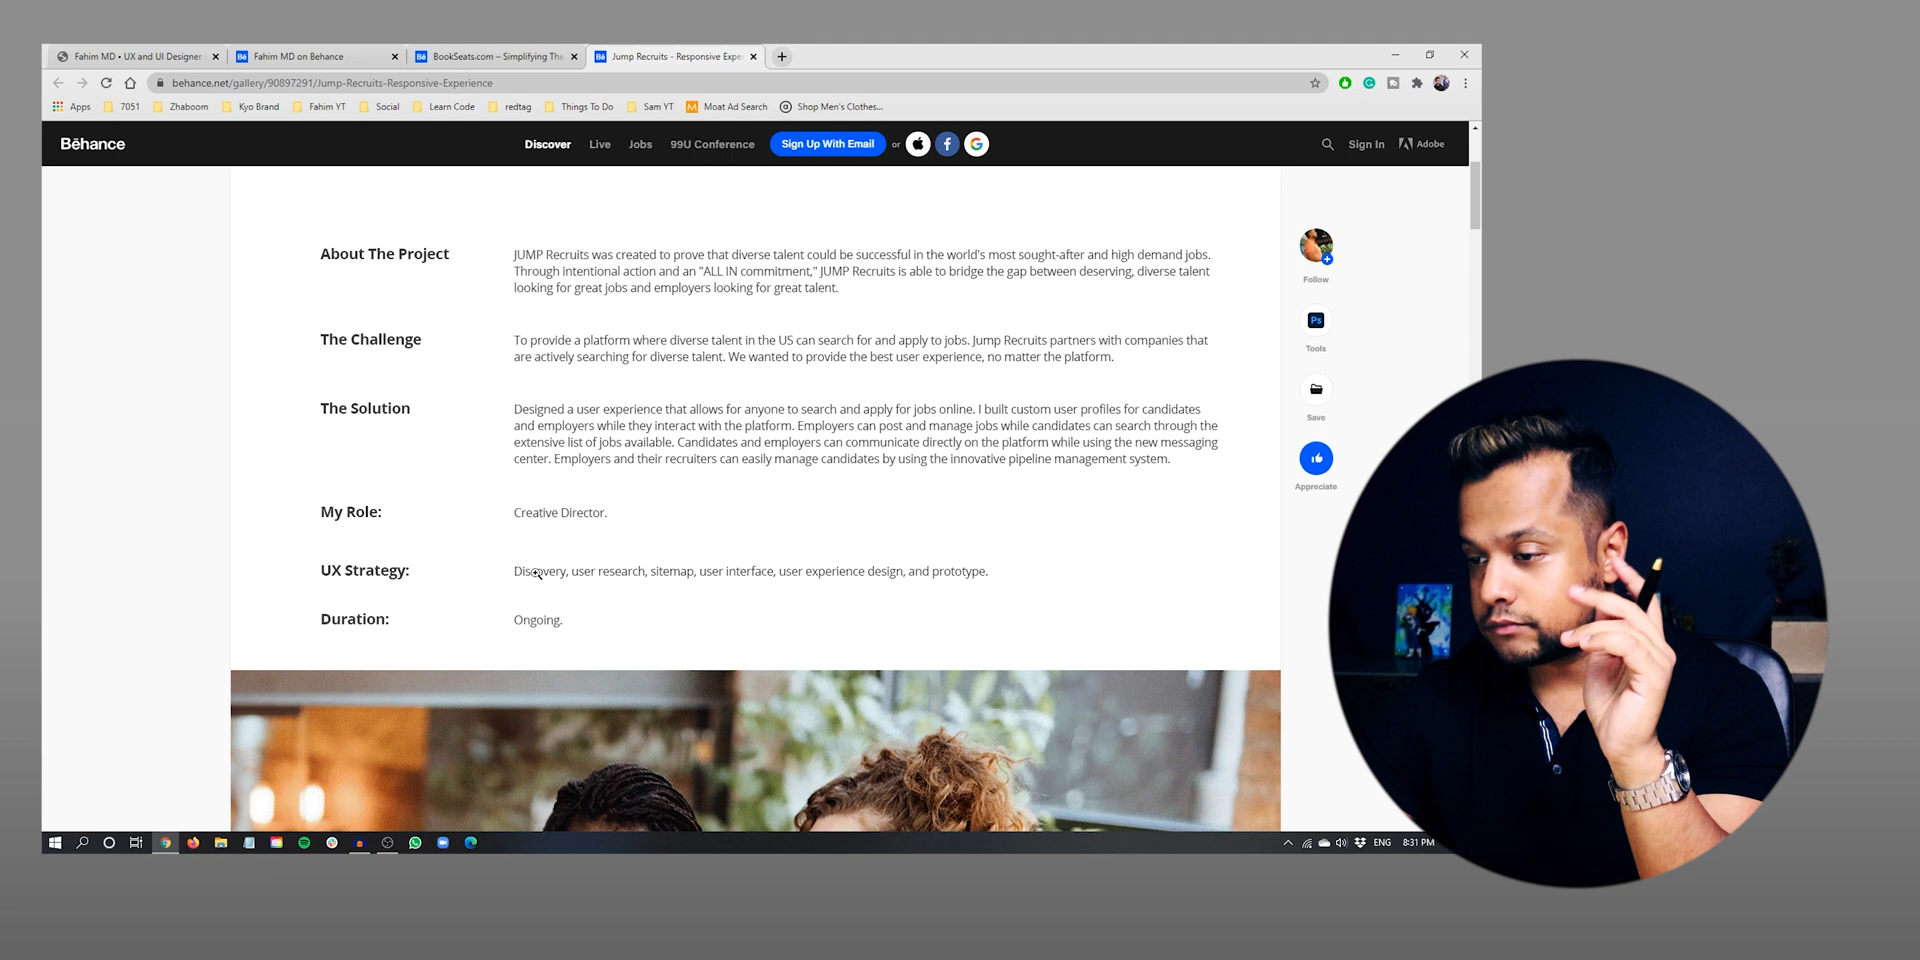 Fahim MD • UX and UI Designer
Fahim MD on Behance
BookSeats.com – Simplifying The
Jump Recruits - Responsive Expe
behance.net/gallery/90897291/Jump-Recruits-Responsive-Experience
Apps 7051 Zhaboom Kyo Brand Fahim YT Social Learn Code redtag Things To Do Sam YT Moat Ad Search Shop Men's Clothes...
Bēhance Discover Live Jobs 99U Conference Sign Up With Email or Sign In Adobe
About The Project
JUMP Recruits was created to prove that diverse talent could be successful in the world's most sought-after and high demand jobs.
Through intentional action and an "ALL IN commitment," JUMP Recruits is able to bridge the gap between deserving, diverse talent
looking for great jobs and employers looking for great talent.
The Challenge
To provide a platform where diverse talent in the US can search for and apply to jobs. Jump Recruits partners with companies that
are actively searching for diverse talent. We wanted to provide the best user experience, no matter the platform.
The Solution
Designed a user experience that allows for anyone to search and apply for jobs online. I built custom user profiles for candidates
and employers while they interact with the platform. Employers can post and manage jobs while candidates can search through the
extensive list of jobs available. Candidates and employers can communicate directly on the platform while using the new messaging
center. Employers and their recruiters can easily manage candidates by using the innovative pipeline management system.
My Role:
Creative Director.
UX Strategy:
Discovery, user research, sitemap, user interface, user experience design, and prototype.
Duration:
Ongoing.
Follow
Ps
Tools
Save
Appreciate
ENG 8:31 PM